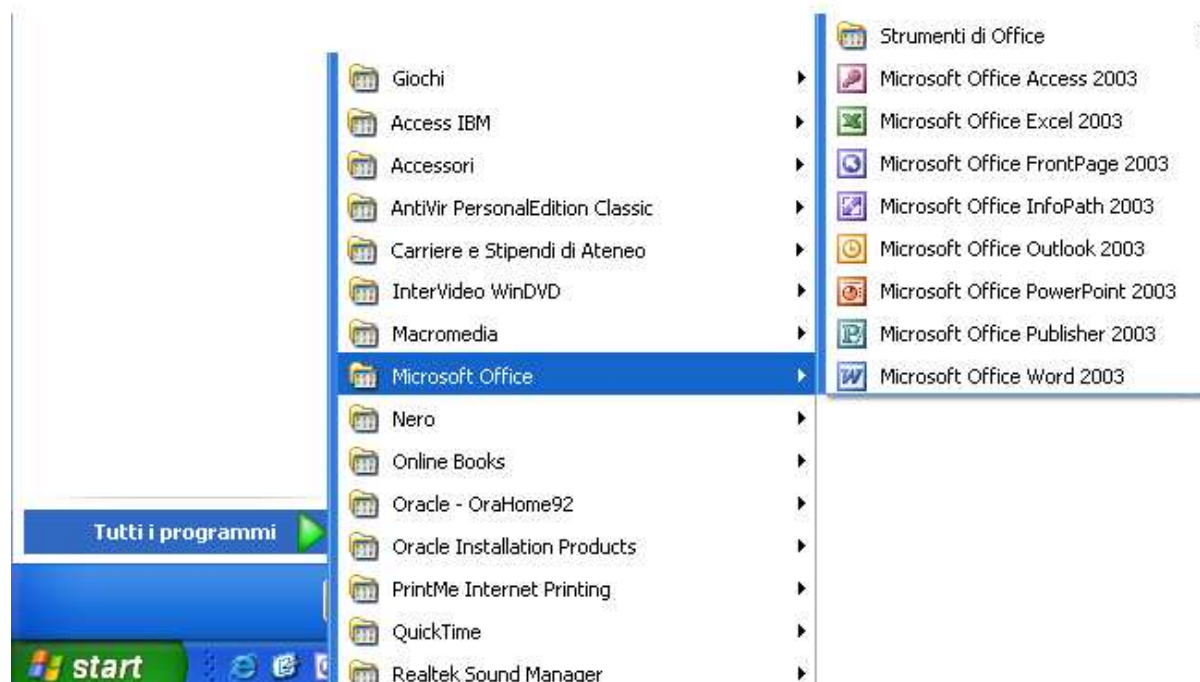 Tutti i programmi
start
Giochi
Access IBM
Accessori
AntiVir PersonalEdition Classic
Carriere e Stipendi di Ateneo
InterVideo WinDVD
Macromedia
Microsoft Office
Nero
Online Books
Oracle - OraHome92
Oracle Installation Products
PrintMe Internet Printing
QuickTime
Realtek Sound Manager
Strumenti di Office
Microsoft Office Access 2003
Microsoft Office Excel 2003
Microsoft Office FrontPage 2003
Microsoft Office InfoPath 2003
Microsoft Office Outlook 2003
Microsoft Office PowerPoint 2003
Microsoft Office Publisher 2003
Microsoft Office Word 2003